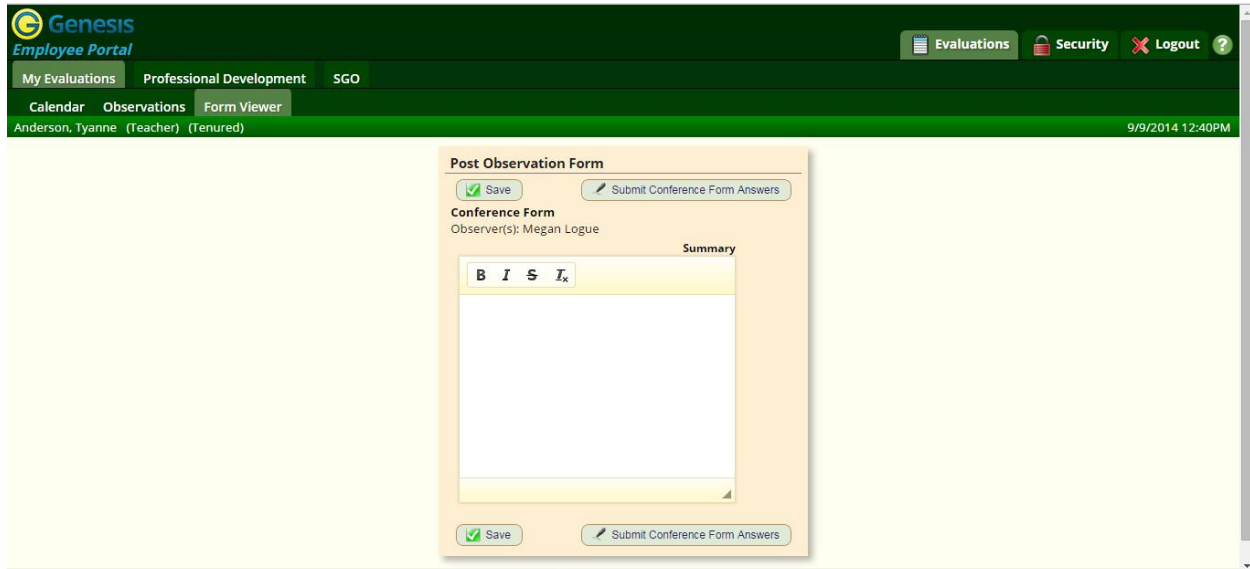 Genesis
Employee Portal
Evaluations Security Logout ?
My Evaluations Professional Development SGO
Calendar Observations Form Viewer
Anderson, Tyanne (Teacher) (Tenured) 9/9/2014 12:40PM
Post Observation Form
Save Submit Conference Form Answers
Conference Form
Observer(s): Megan Logue
Summary
B I S Ix
Save Submit Conference Form Answers